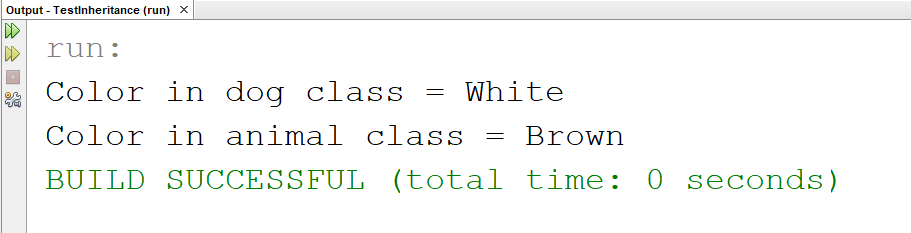 Output - TestInheritance (run) ×
run:
Color in dog class = White
Color in animal class = Brown
BUILD SUCCESSFUL (total time: 0 seconds)